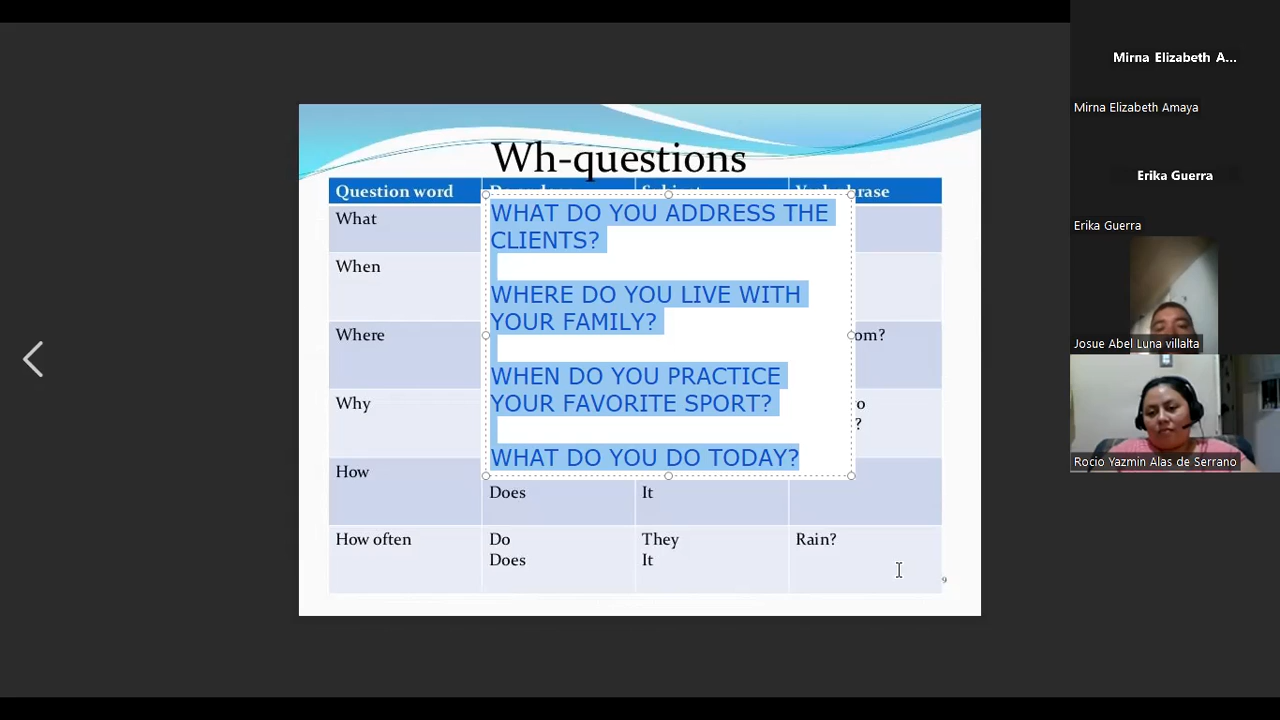 Wh-questions
Question word
WHAT DO YOU ADDRESS THE
CLIENTS?
WHERE DO YOU LIVE WITH
YOUR FAMILY?
WHEN DO YOU PRACTICE
YOUR FAVORITE SPORT?
WHAT DO YOU DO TODAY?
What
When
Where
Why
How
Does
It
How often
Do
They
Rain?
Does
It
9
Mirna Elizabeth A...
Mirna Elizabeth Amaya
Erika Guerra
Erika Guerra
Josue Abel Luna villalta
Rocio Yazmin Alas de Serrano